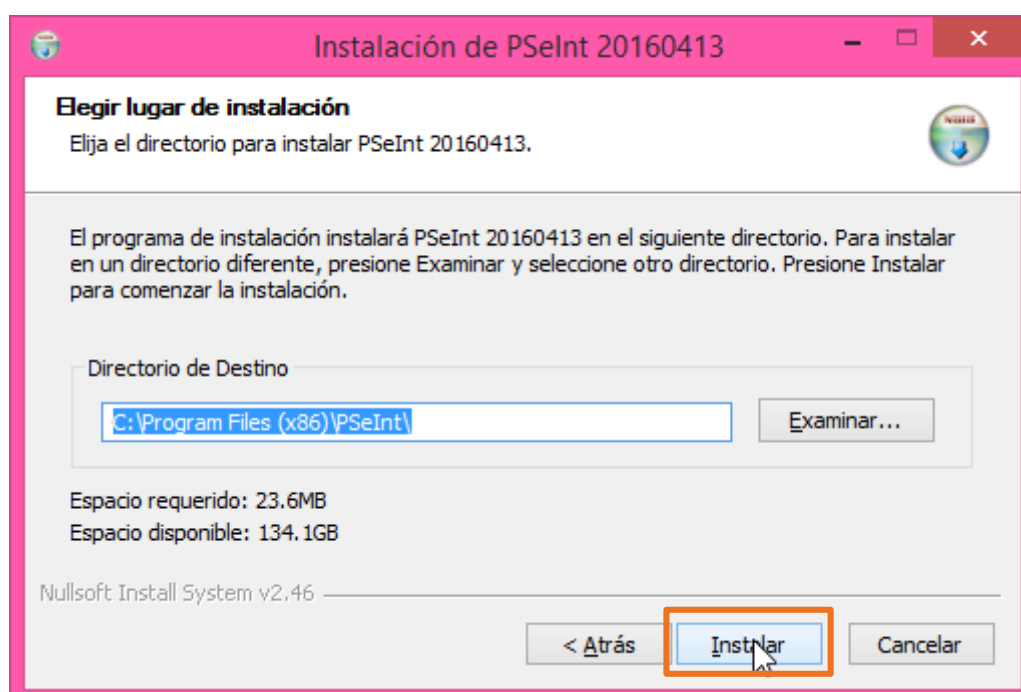 Instalación de PSeInt 20160413
Elegir lugar de instalación
Elija el directorio para instalar PSeInt 20160413.
El programa de instalación instalará PSeInt 20160413 en el siguiente directorio. Para instalar
en un directorio diferente, presione Examinar y seleccione otro directorio. Presione Instalar
para comenzar la instalación.
Directorio de Destino
C:\Program Files (x86)\PSeInt\
Examinar...
Espacio requerido: 23.6MB
Espacio disponible: 134.1GB
Nullsoft Install System v2.46
< Atrás
Instalar
Cancelar